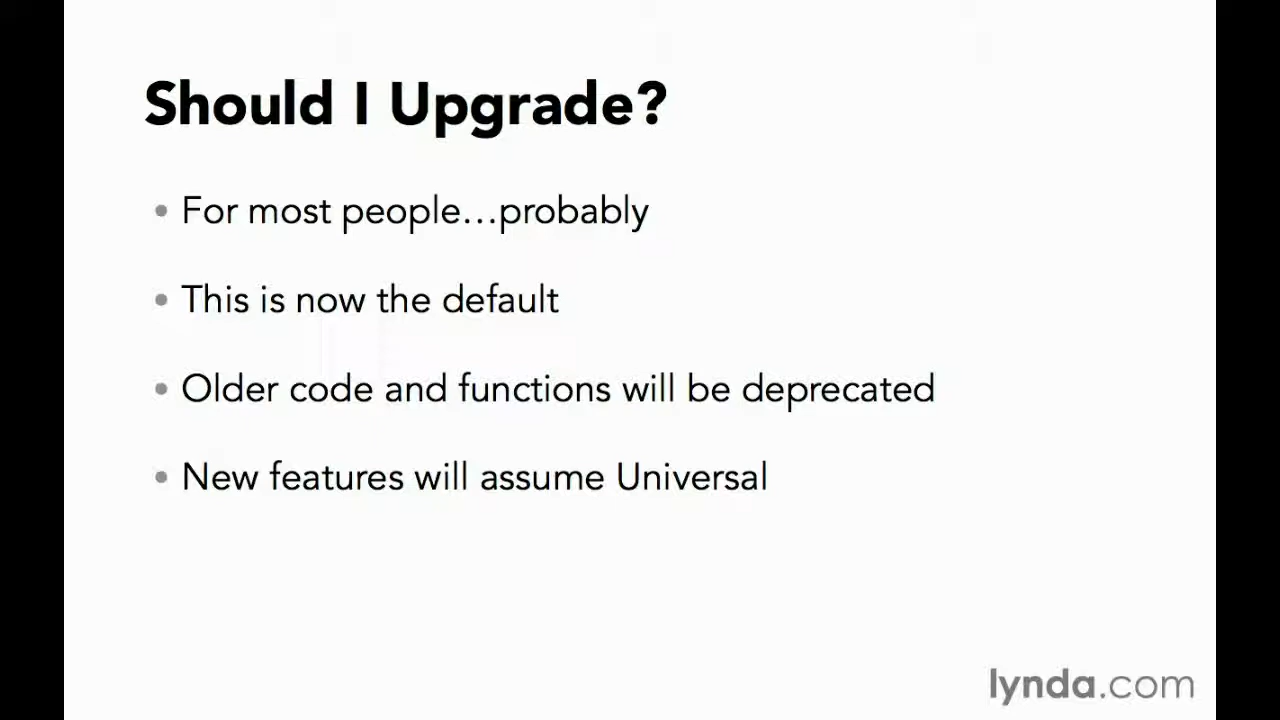 Should I Upgrade?
• For most people...probably
• This is now the default
• Older code and functions will be deprecated
• New features will assume Universal
lynda.com